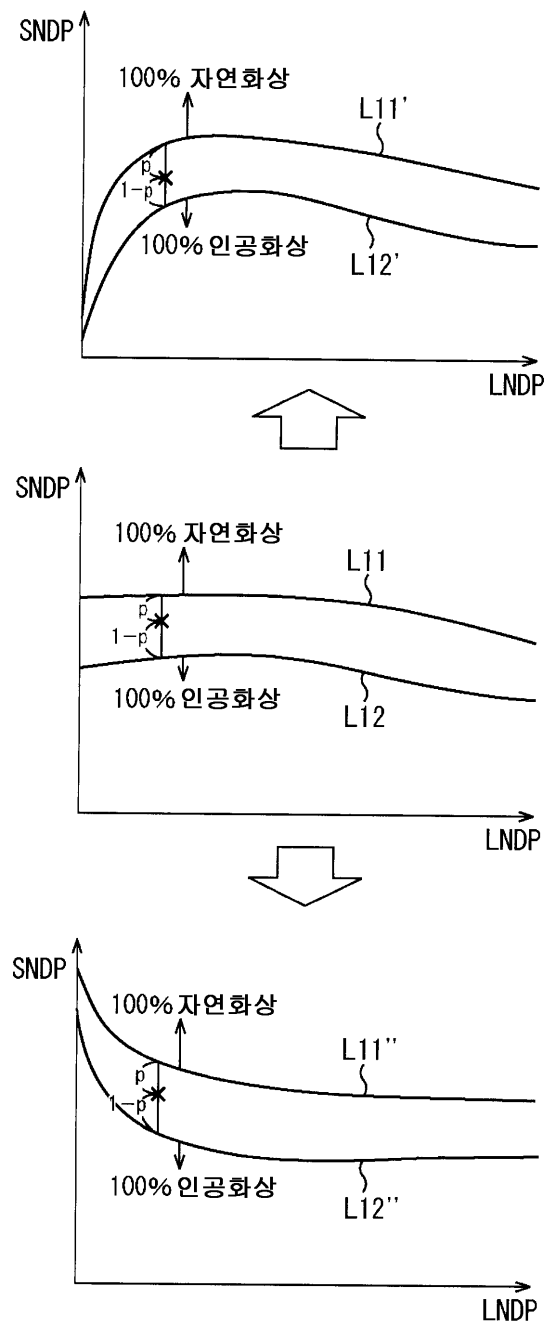 SNDP
100% 자연화상
L11'
p
1-p
100% 인공화상
L12'
LNDP
SNDP
100% 자연화상
L11
p
1-p
100% 인공화상
L12
LNDP
SNDP
100% 자연화상
L11''
p
1-p
100% 인공화상
L12''
LNDP